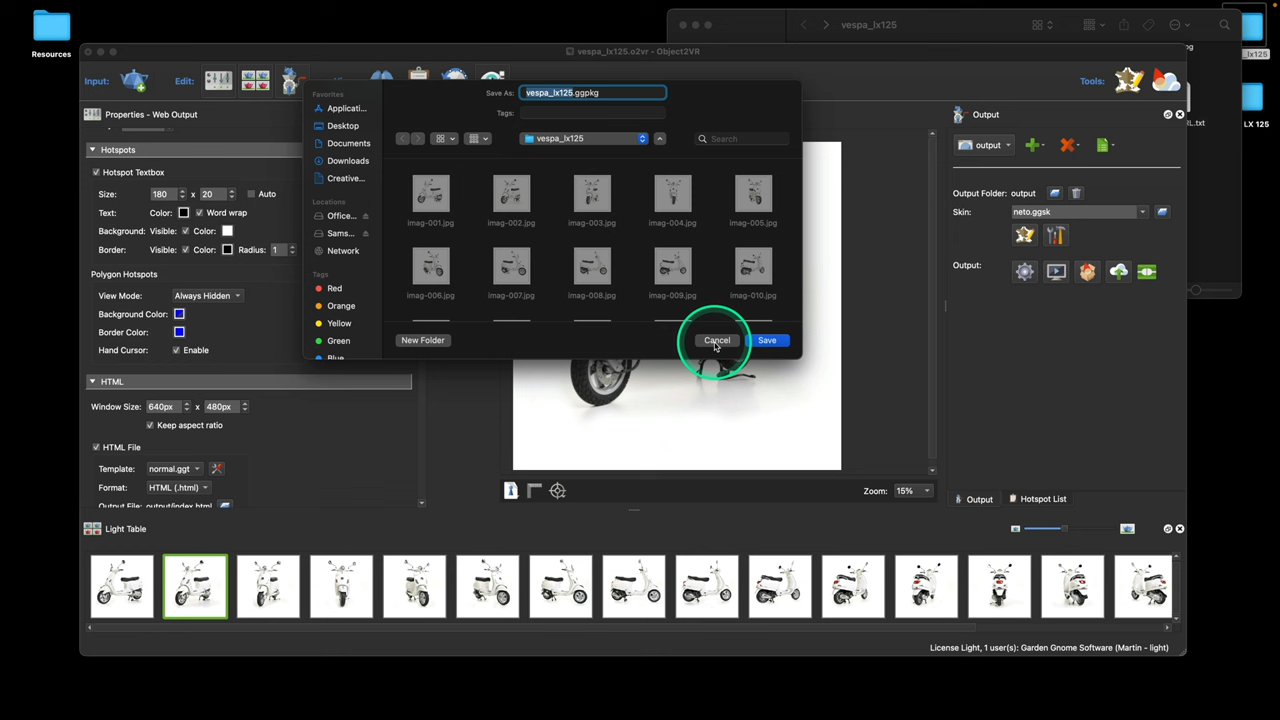 Resources
vespa_lx125
vespa_lx125.o2vr - Object2VR
Input:
Edit:
Tools:
Properties - Web Output
Hotspots
Hotspot Textbox
Size: 180 x 20 Auto
Text: Color: Word wrap
Background: Visible: Color:
Border: Visible: Color: Radius: 1
Polygon Hotspots
View Mode: Always Hidden
Background Color:
Border Color:
Hand Cursor: Enable
HTML
Window Size: 640px x 480px
Keep aspect ratio
HTML File
Template: normal.ggt
Format: HTML (.html)
Output File: output/index.html
Favorites
Applicati...
Desktop
Documents
Downloads
Creative...
Locations
Office...
Sams...
Network
Tags
Red
Orange
Yellow
Green
Blue
Save As: vespa_lx125.ggpkg
Tags:
vespa_lx125
Search
imag-001.jpg imag-002.jpg imag-003.jpg imag-004.jpg imag-005.jpg
imag-006.jpg imag-007.jpg imag-008.jpg imag-009.jpg imag-010.jpg
New Folder
Cancel
Save
Zoom: 15%
Output
output
Output Folder: output
Skin: neto.ggsk
Output:
Output Hotspot List
LX 125
Light Table
License Light, 1 user(s): Garden Gnome Software (Martin - light)